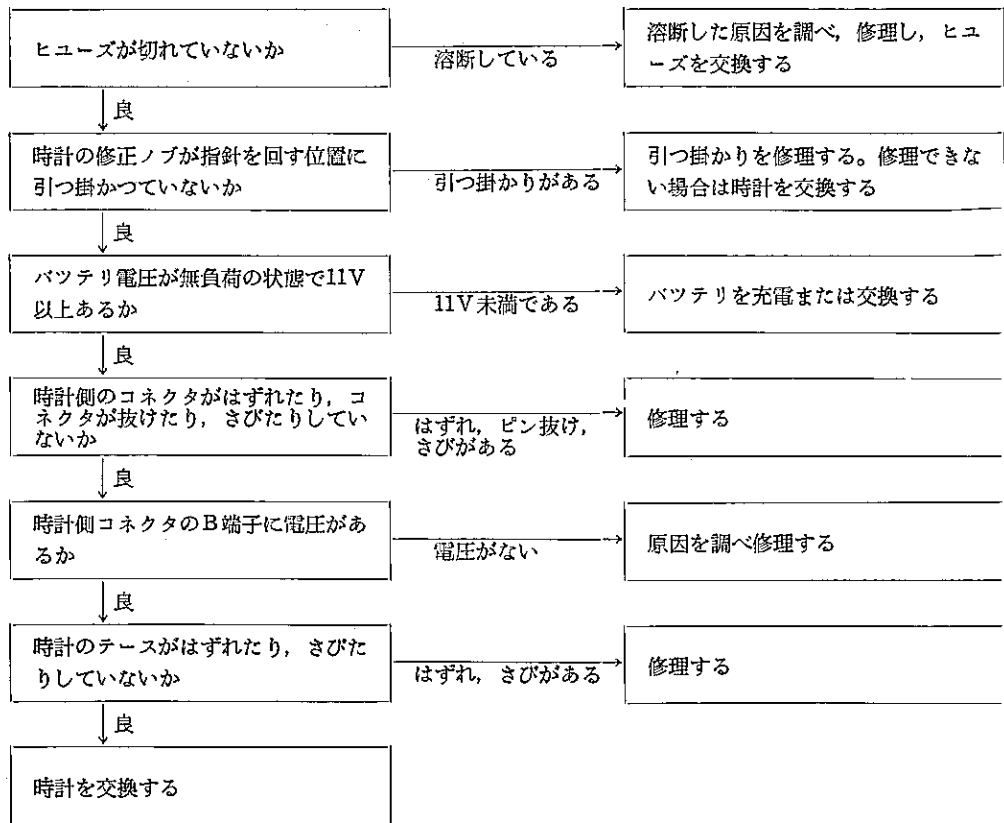 ヒユーズが切れていないか
溶断している
溶断した原因を調べ，修理し，ヒユ
ーズを交換する
良
時計の修正ノブが指針を回す位置に
引つ掛かつていないか
引つ掛かりがある
引つ掛かりを修理する。修理できな
い場合は時計を交換する
良
バツテリ電圧が無負荷の状態で11V
以上あるか
11V未満である
バツテリを充電または交換する
良
時計側のコネクタがはずれたり，コ
ネクタが抜けたり，さびたりしてい
ないか
はずれ，ピン抜け，
さびがある
修理する
良
時計側コネクタのB端子に電圧があ
るか
電圧がない
原因を調べ修理する
良
時計のテースがはずれたり，さびた
りしていないか
はずれ，さびがある
修理する
良
時計を交換する